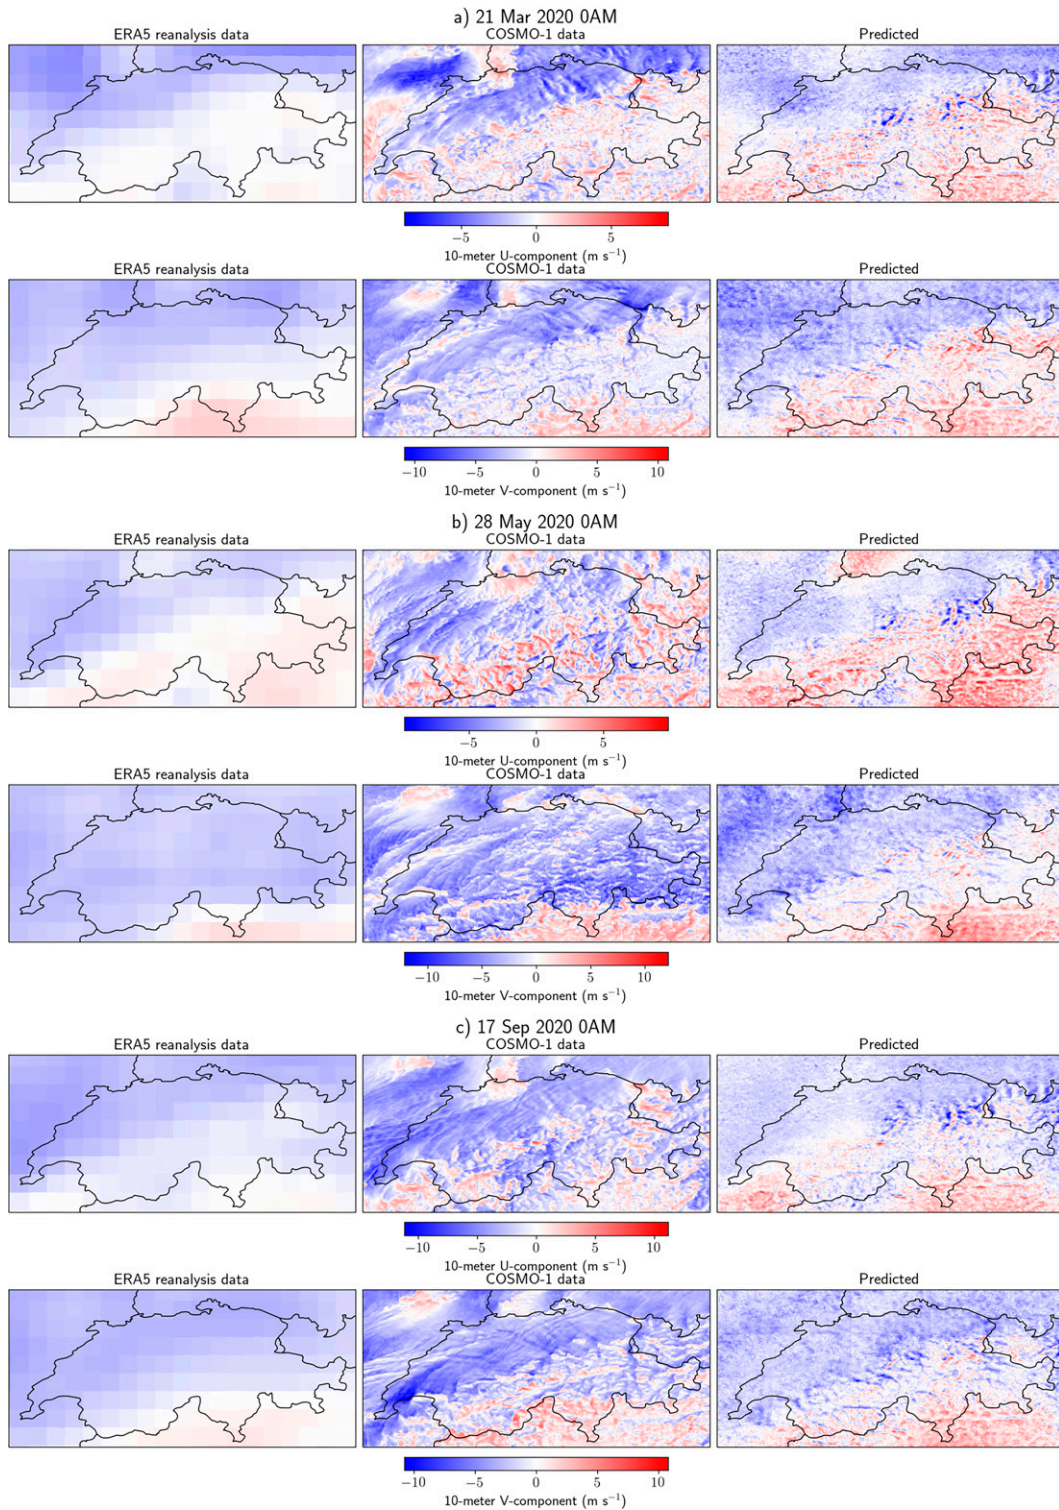 a) 21 Mar 2020 0AM
ERA5 reanalysis data COSMO-1 data Predicted
−5 0 5
10-meter U-component (m s⁻¹)
ERA5 reanalysis data COSMO-1 data Predicted
−10 −5 0 5 10
10-meter V-component (m s⁻¹)
b) 28 May 2020 0AM
ERA5 reanalysis data COSMO-1 data Predicted
−5 0 5
10-meter U-component (m s⁻¹)
ERA5 reanalysis data COSMO-1 data Predicted
−10 −5 0 5 10
10-meter V-component (m s⁻¹)
c) 17 Sep 2020 0AM
ERA5 reanalysis data COSMO-1 data Predicted
−10 −5 0 5 10
10-meter U-component (m s⁻¹)
ERA5 reanalysis data COSMO-1 data Predicted
−10 −5 0 5 10
10-meter V-component (m s⁻¹)